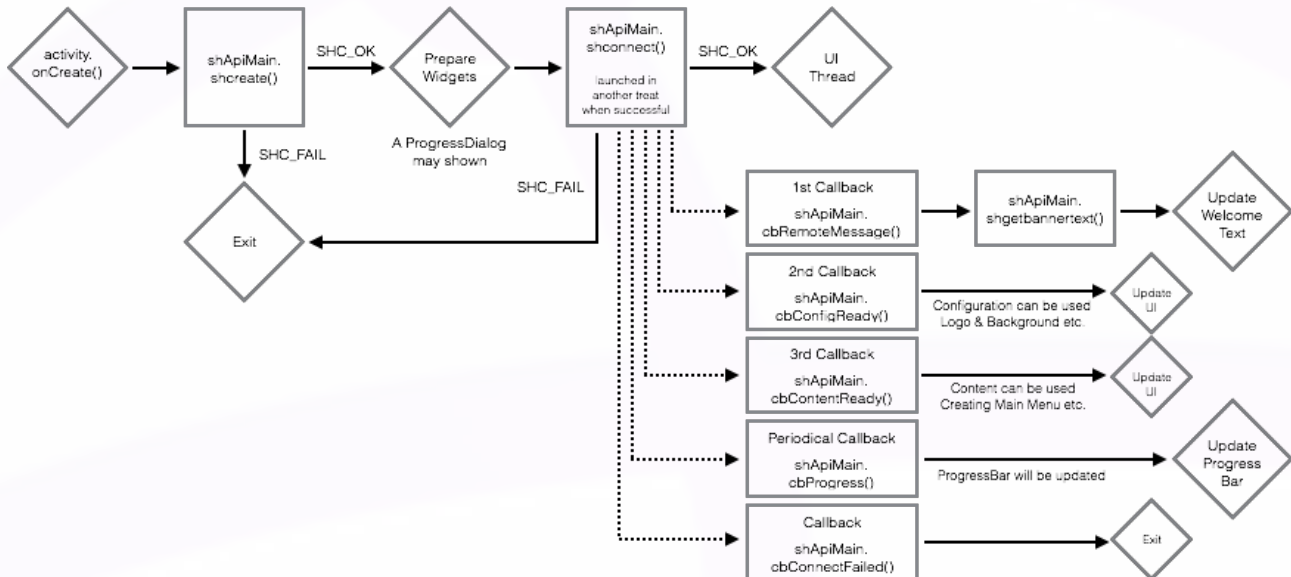 activity.
onCreate()
shApiMain.
shcreate()
SHC_OK
SHC_FAIL
Exit
Prepare
Widgets
A ProgressDialog
may shown
shApiMain.
shconnect()
launched in
another treat
when successful
SHC_OK
SHC_FAIL
UI
Thread
1st Callback
shApiMain.
cbRemoteMessage()
shApiMain.
shgetbannertext()
Update
Welcome
Text
2nd Callback
shApiMain.
cbConfigReady()
Configuration can be used
Logo & Background etc.
Update
UI
3rd Callback
shApiMain.
cbContentReady()
Content can be used
Creating Main Menu etc.
Update
UI
Periodical Callback
shApiMain.
cbProgress()
ProgressBar will be updated
Update
Progress
Bar
Callback
shApiMain.
cbConnectFailed()
Exit